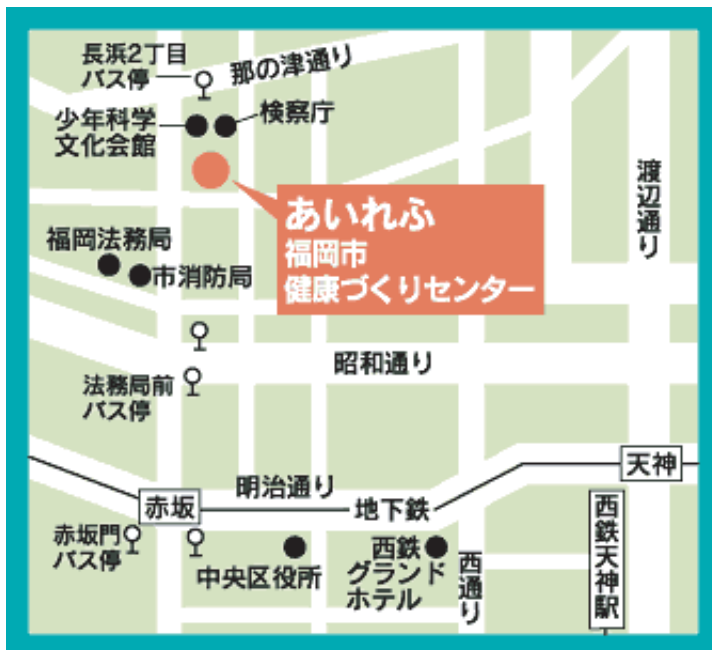 長浜2丁目
バス停
那の津通り
少年科学
文化会館
検察庁
あいれふ
福岡市
健康づくりセンター
渡辺通り
福岡法務局
市消防局
昭和通り
法務局前
バス停
天神
明治通り
赤坂
地下鉄
赤坂門
バス停
中央区役所
西鉄
グランド
ホテル
西通り
西鉄天神駅